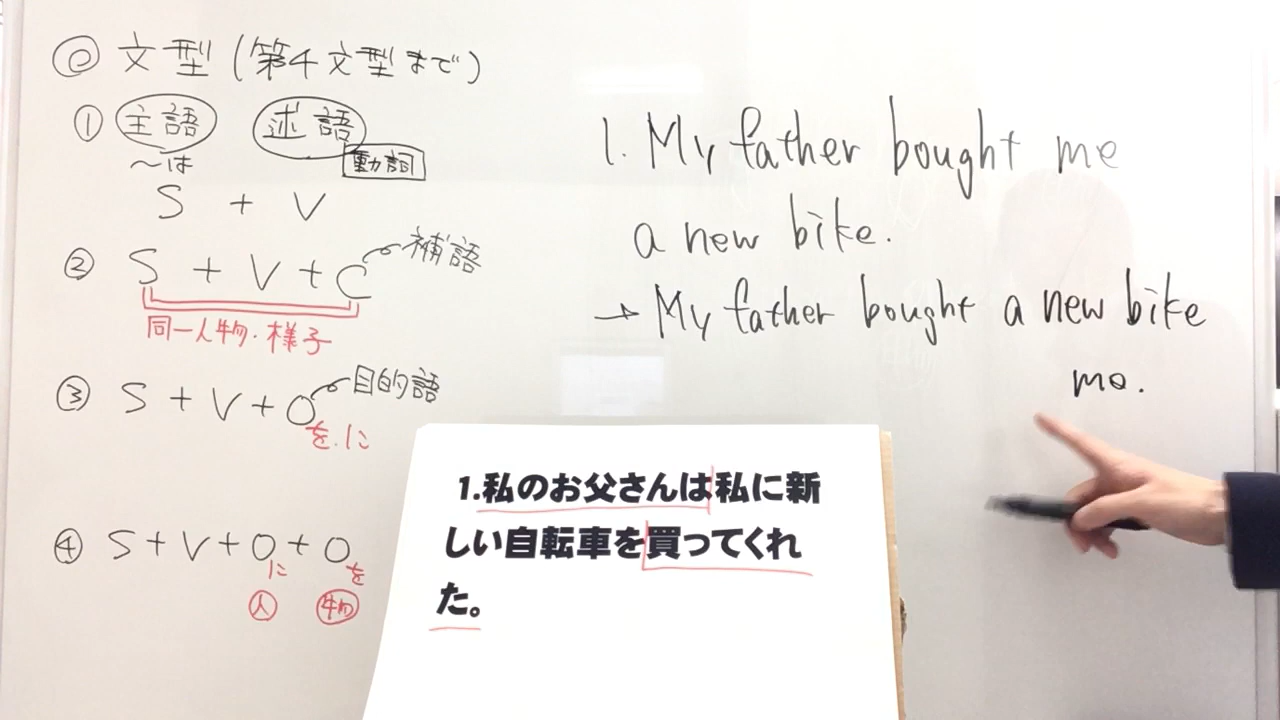 ◎ 文型(第4文型まで)
① 主語 述語
〜は 動詞
S + V
② S + V + C 補語
同一人物・様子
③ S + V + O 目的語
を.に
④ S + V + O + O
に を
人 物
1. My father bought me
a new bike.
→ My father bought a new bike
me.
1.私のお父さんは私に新
しい自転車を買ってくれ
た。